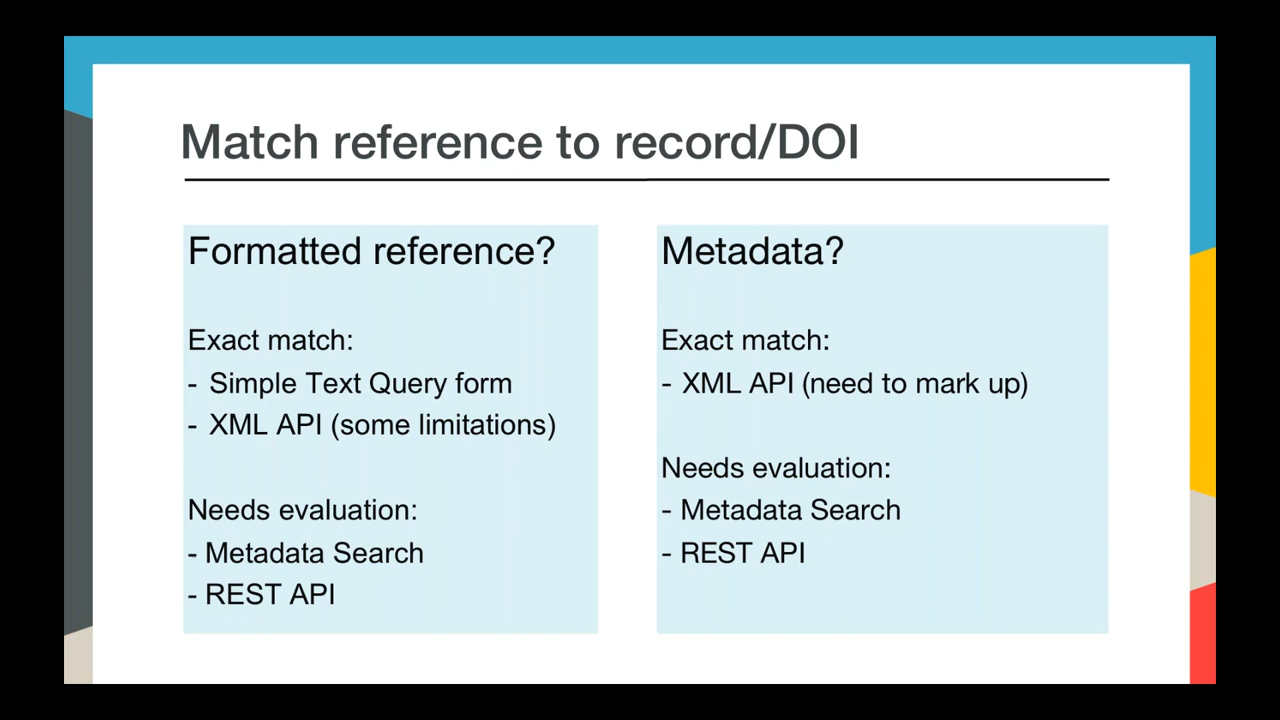 Match reference to record/DOI
Formatted reference?
Exact match:
- Simple Text Query form
- XML API (some limitations)
Needs evaluation:
- Metadata Search
- REST API
Metadata?
Exact match:
- XML API (need to mark up)
Needs evaluation:
- Metadata Search
- REST API